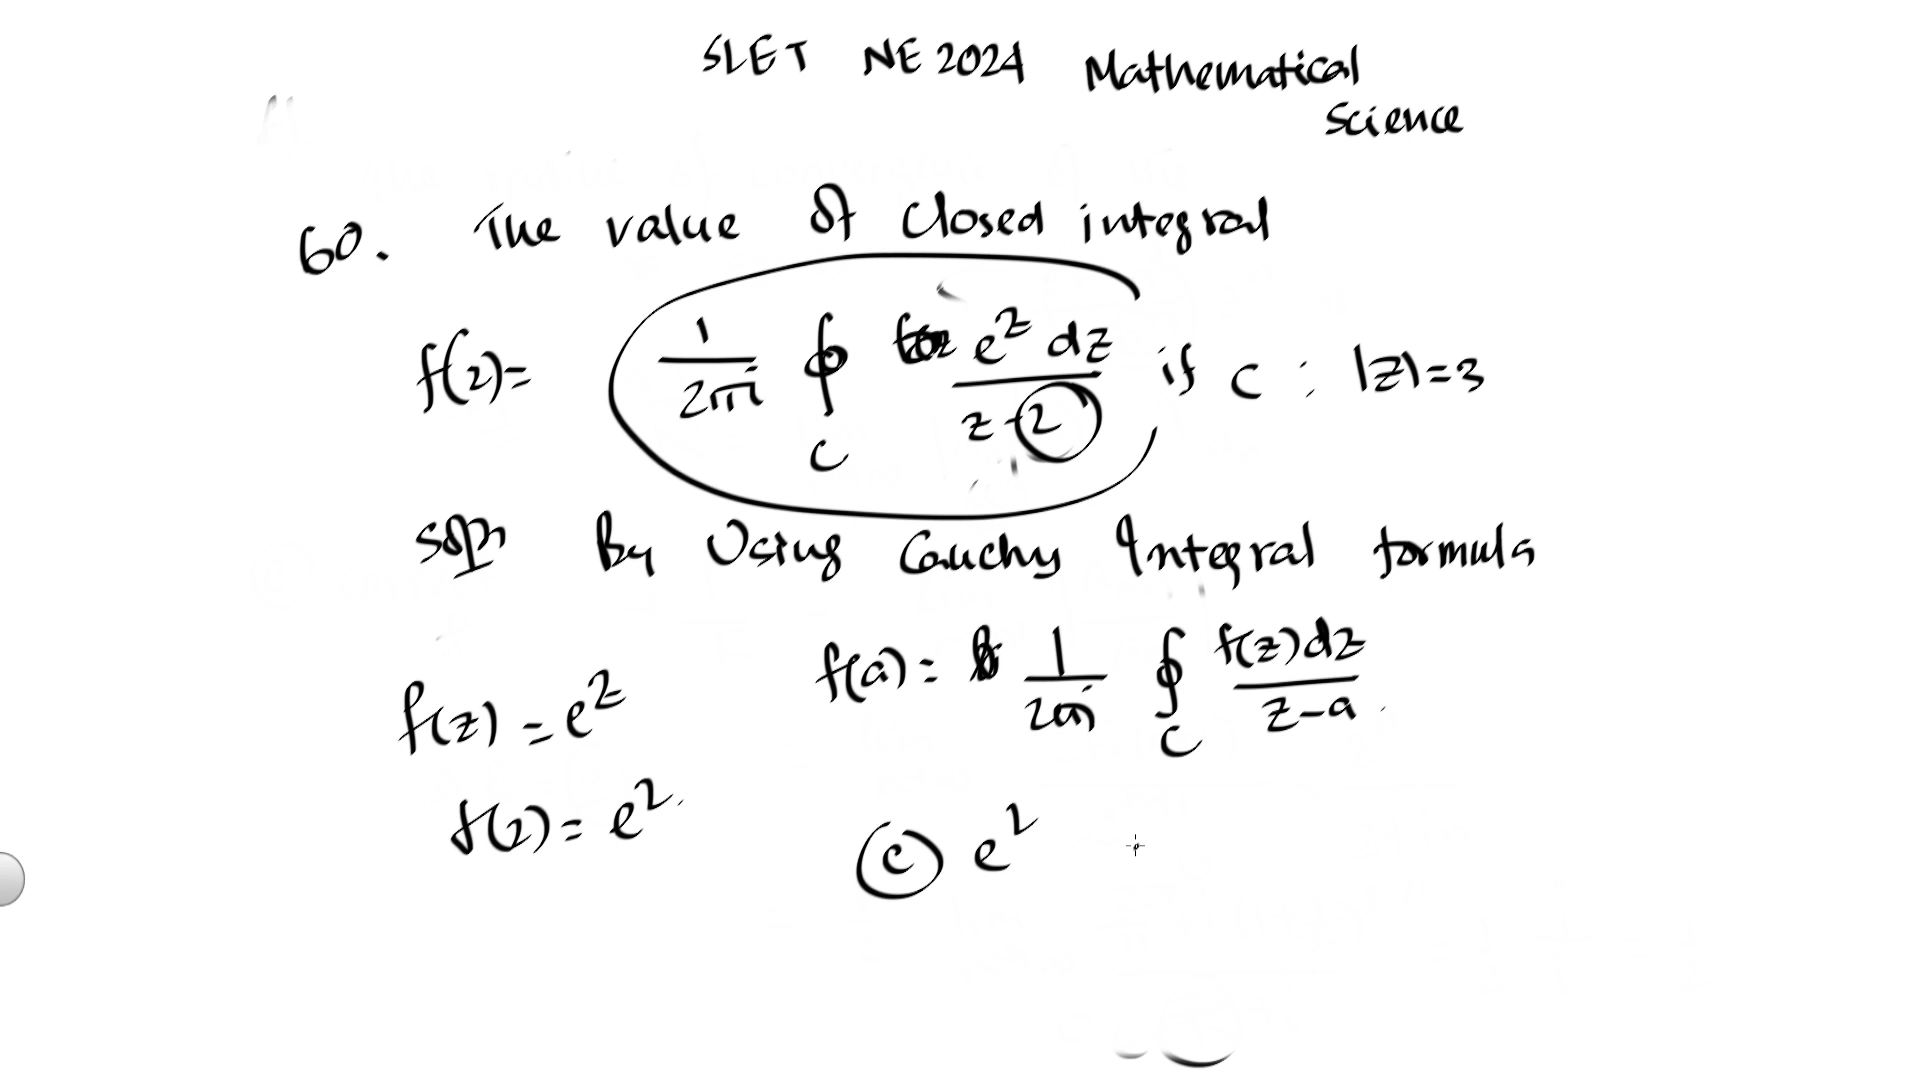 SLET NE 2024 Mathematical
Science
60. The value of closed integral
f(2)= 1/2πi ∮_C e^z dz / z-2 if C : |z|=3
Soln By Using Cauchy Integral formula
f(a) = 1/2πi ∮_C f(z)dz / z-a
f(z) = e^z
f(2) = e^2
(c) e^2